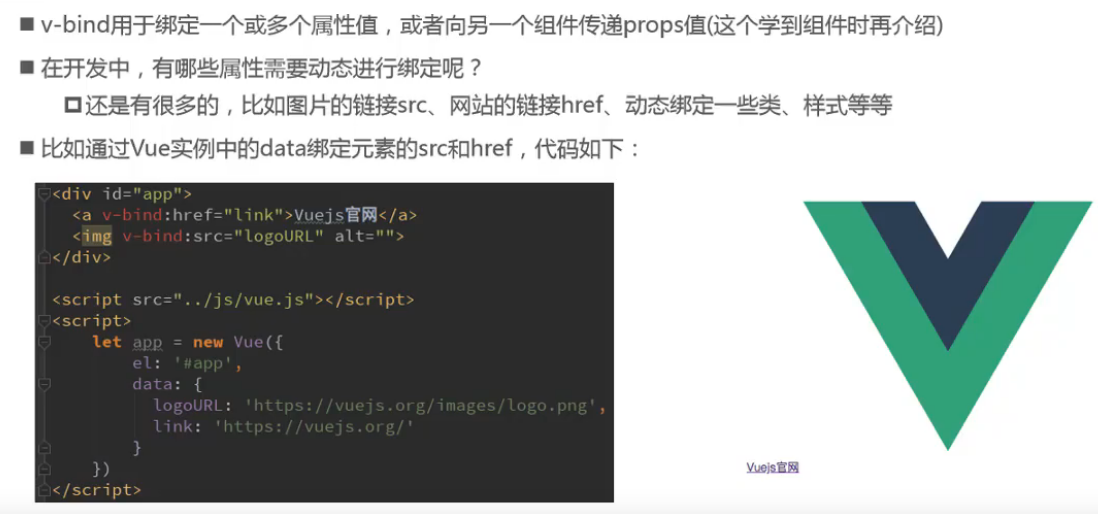 ■ v-bind用于绑定一个或多个属性值，或者向另一个组件传递props值(这个学到组件时再介绍)
■ 在开发中，有哪些属性需要动态进行绑定呢？
还是有很多的，比如图片的链接src、网站的链接href、动态绑定一些类、样式等等
■ 比如通过Vue实例中的data绑定元素的src和href，代码如下：
<div id="app">
  <a v-bind:href="link">Vuejs官网</a>
  <img v-bind:src="logoURL" alt="">
</div>
<script src="../js/vue.js"></script>
<script>
    let app = new Vue({
        el: '#app',
        data: {
          logoURL: 'https://vuejs.org/images/logo.png',
          link: 'https://vuejs.org/'
        }
    })
</script>
Vuejs官网